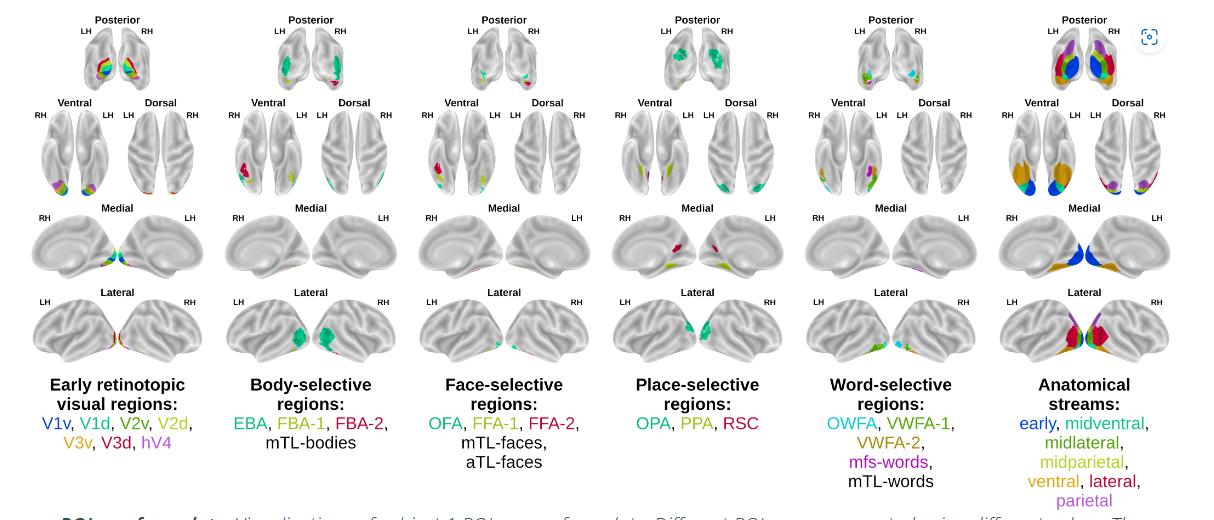 Posterior Posterior Posterior Posterior Posterior Posterior
LH RH LH RH LH RH LH RH LH RH LH RH
Ventral Dorsal Ventral Dorsal Ventral Dorsal Ventral Dorsal Ventral Dorsal Ventral Dorsal
RH LH LH RH RH LH LH RH RH LH LH RH RH LH LH RH RH LH LH RH RH LH LH RH
Medial Medial Medial Medial Medial Medial
RH LH RH LH RH LH RH LH RH LH RH LH
Lateral Lateral Lateral Lateral Lateral Lateral
LH RH LH RH LH RH LH RH LH RH LH RH
Early retinotopic
visual regions:
V1v, V1d, V2v, V2d,
V3v, V3d, hV4
Body-selective
regions:
EBA, FBA-1, FBA-2,
mTL-bodies
Face-selective
regions:
OFA, FFA-1, FFA-2,
mTL-faces,
aTL-faces
Place-selective
regions:
OPA, PPA, RSC
Word-selective
regions:
OWFA, VWFA-1,
VWFA-2,
mfs-words,
mTL-words
Anatomical
streams:
early, midventral,
midlateral,
midparietal,
ventral, lateral,
parietal